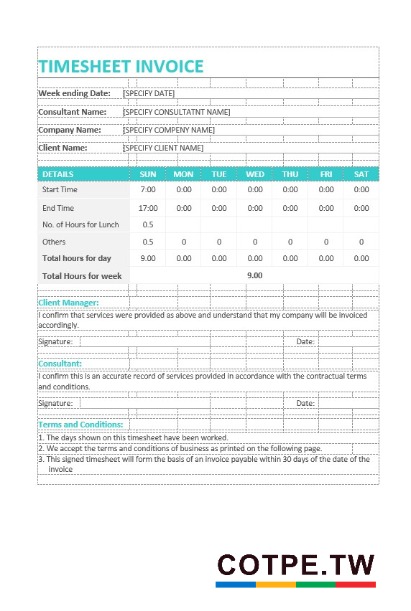 TIMESHEET INVOICE
Week ending Date: [SPECIFY DATE]
Consultant Name: [SPECIFY CONSULTATNT NAME]
Company Name: [SPECIFY COMPENY NAME]
Client Name: [SPECIFY CLIENT NAME]
DETAILS SUN MON TUE WED THU FRI SAT
Start Time 7:00 0:00 0:00 0:00 0:00 0:00 0:00
End Time 17:00 0:00 0:00 0:00 0:00 0:00 0:00
No. of Hours for Lunch 0.5
Others 0.5 0 0 0 0 0 0
Total hours for day 9.00 0.00 0.00 0.00 0.00 0.00 0.00
Total Hours for week 9.00
Client Manager:
I confirm that services were provided as above and understand that my company will be invoiced
accordingly.
Signature: Date:
Consultant:
I confirm this is an accurate record of services provided in accordance with the contractual terms
and conditions.
Signature: Date:
Terms and Conditions:
1. The days shown on this timesheet have been worked.
2. We accept the terms and conditions of business as printed on the following page.
3. This signed timesheet will form the basis of an invoice payable within 30 days of the date of the
invoice
COTPE.TW